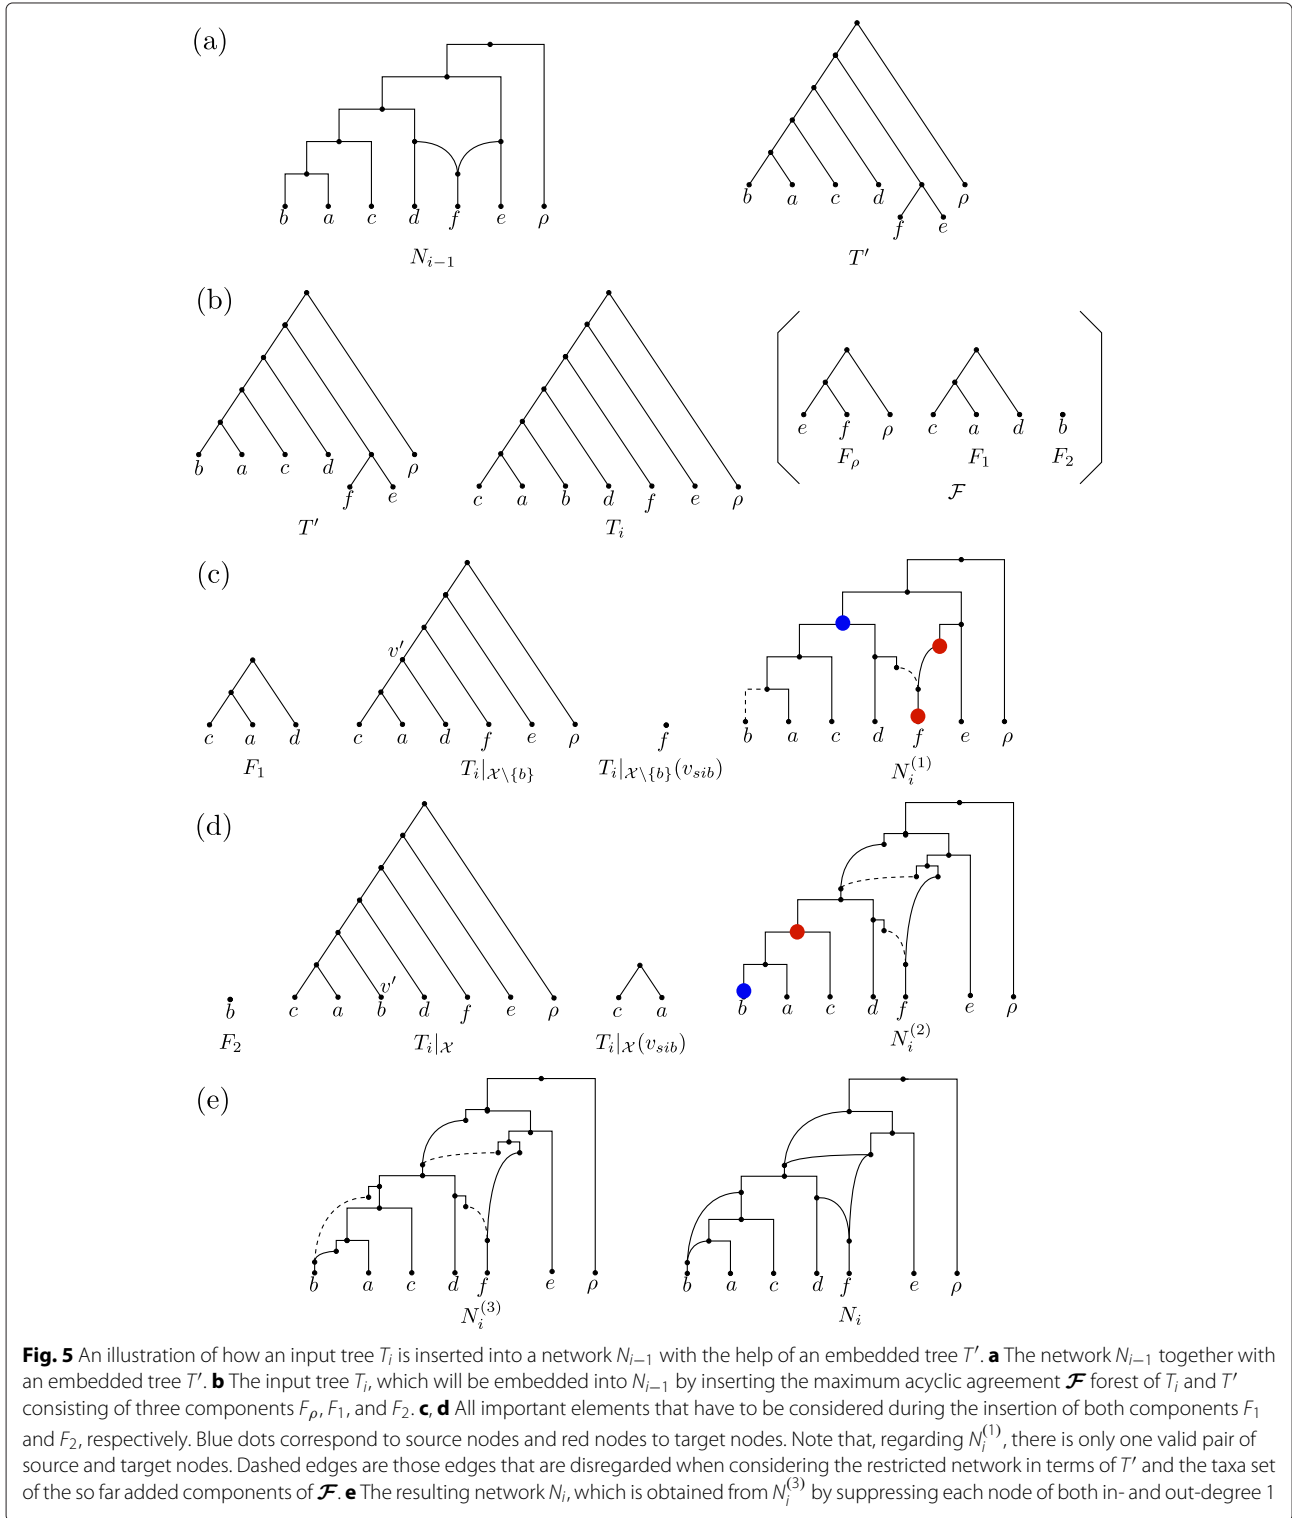 (a)
b a c d f e ρ
N_{i−1}
b a c d f e ρ
T′
(b)
b a c d f e ρ
T′
c a b d f e ρ
T_i
e f ρ c a d b
F_ρ F_1 F_2
𝓕
(c)
c a d
F_1
v′
c a d f e ρ
T_i|_{𝒳\{b}}
f
T_i|_{𝒳\{b}}(v_{sib})
b a c d f e ρ
N_i^{(1)}
(d)
b
F_2
v′
c a b d f e ρ
T_i|_𝒳
c a
T_i|_𝒳(v_{sib})
b a c d f e ρ
N_i^{(2)}
(e)
b a c d f e ρ
N_i^{(3)}
b a c d f e ρ
N_i
Fig. 5 An illustration of how an input tree T_i is inserted into a network N_{i−1} with the help of an embedded tree T′. a The network N_{i−1} together with
an embedded tree T′. b The input tree T_i, which will be embedded into N_{i−1} by inserting the maximum acyclic agreement 𝓕 forest of T_i and T′
consisting of three components F_ρ, F_1, and F_2. c, d All important elements that have to be considered during the insertion of both components F_1
and F_2, respectively. Blue dots correspond to source nodes and red nodes to target nodes. Note that, regarding N_i^{(1)}, there is only one valid pair of
source and target nodes. Dashed edges are those edges that are disregarded when considering the restricted network in terms of T′ and the taxa set
of the so far added components of 𝓕. e The resulting network N_i, which is obtained from N_i^{(3)} by suppressing each node of both in- and out-degree 1